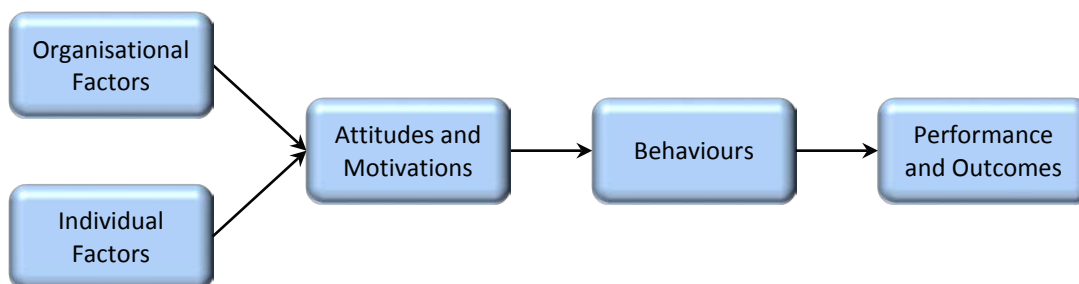 Organisational
Factors
Individual
Factors
Attitudes and
Motivations
Behaviours
Performance
and Outcomes